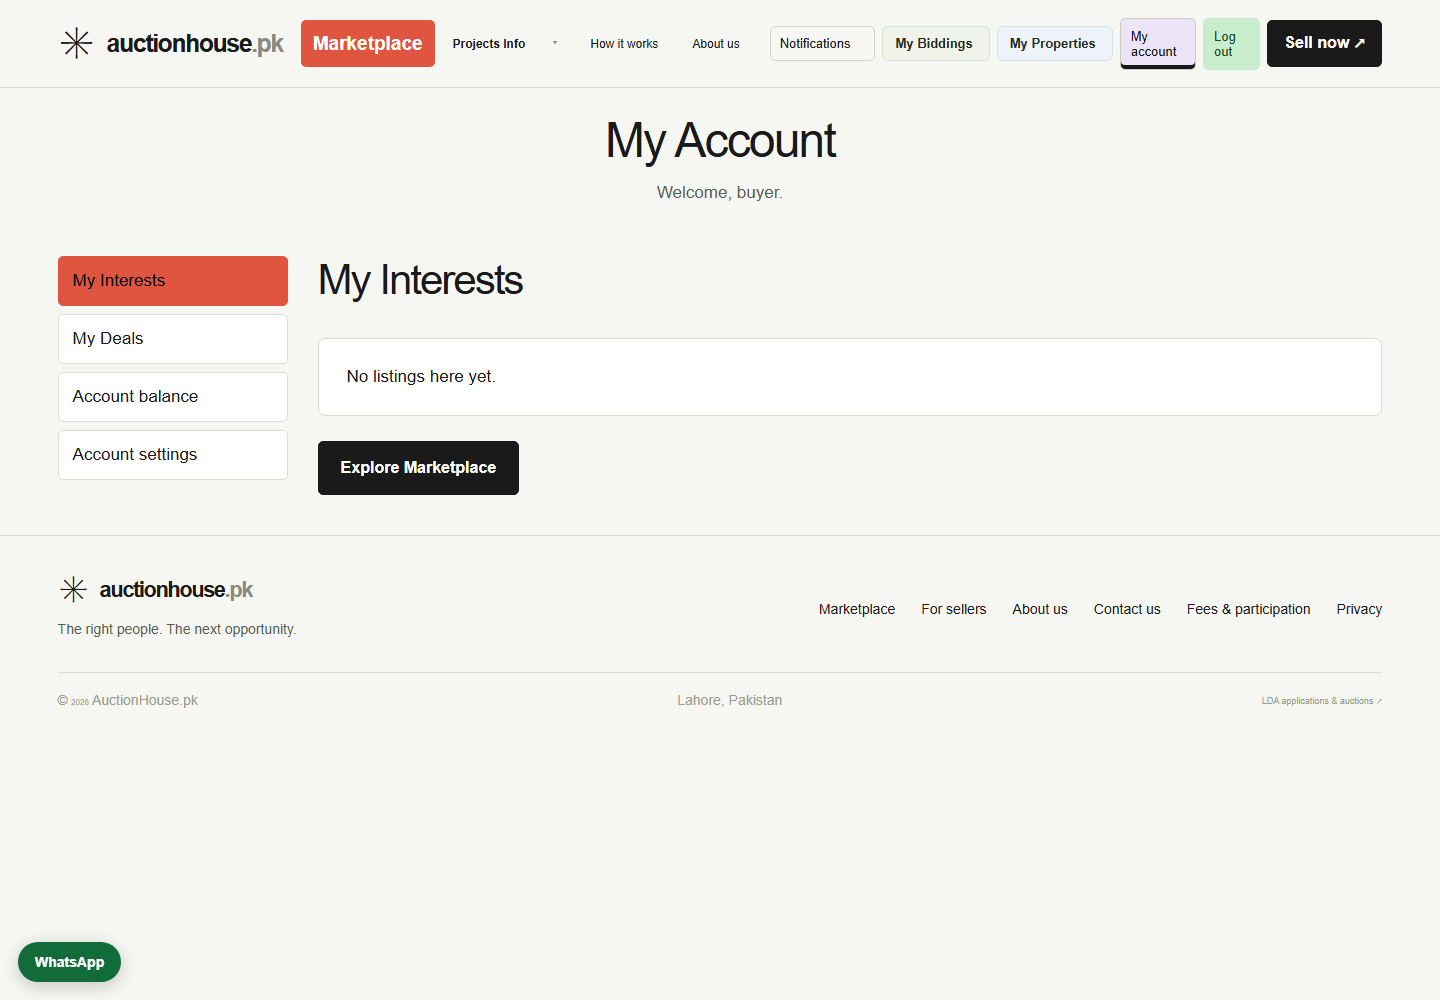 auctionhouse.pk
Marketplace
Projects Info
How it works
About us
Notifications
My Biddings
My Properties
My
account
Log
out
Sell now ↗
My Account
Welcome, buyer.
My Interests
My Deals
Account balance
Account settings
My Interests
No listings here yet.
Explore Marketplace
auctionhouse.pk
The right people. The next opportunity.
Marketplace
For sellers
About us
Contact us
Fees & participation
Privacy
© 2026 AuctionHouse.pk
Lahore, Pakistan
LDA applications & auctions ↗
WhatsApp